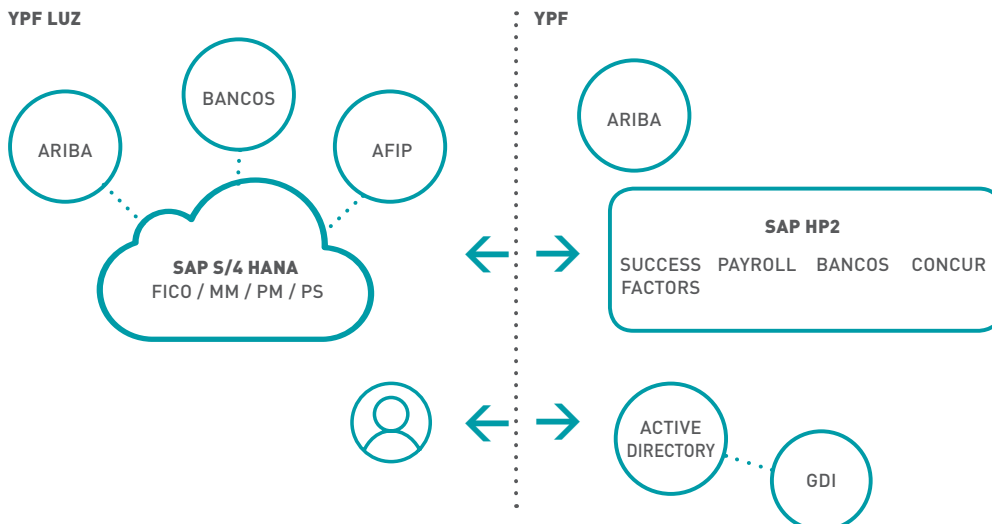 YPF LUZ
BANCOS
ARIBA
AFIP
SAP S/4 HANA
FICO / MM / PM / PS
YPF
ARIBA
SAP HP2
SUCCESS FACTORS
PAYROLL
BANCOS
CONCUR
ACTIVE
DIRECTORY
GDI